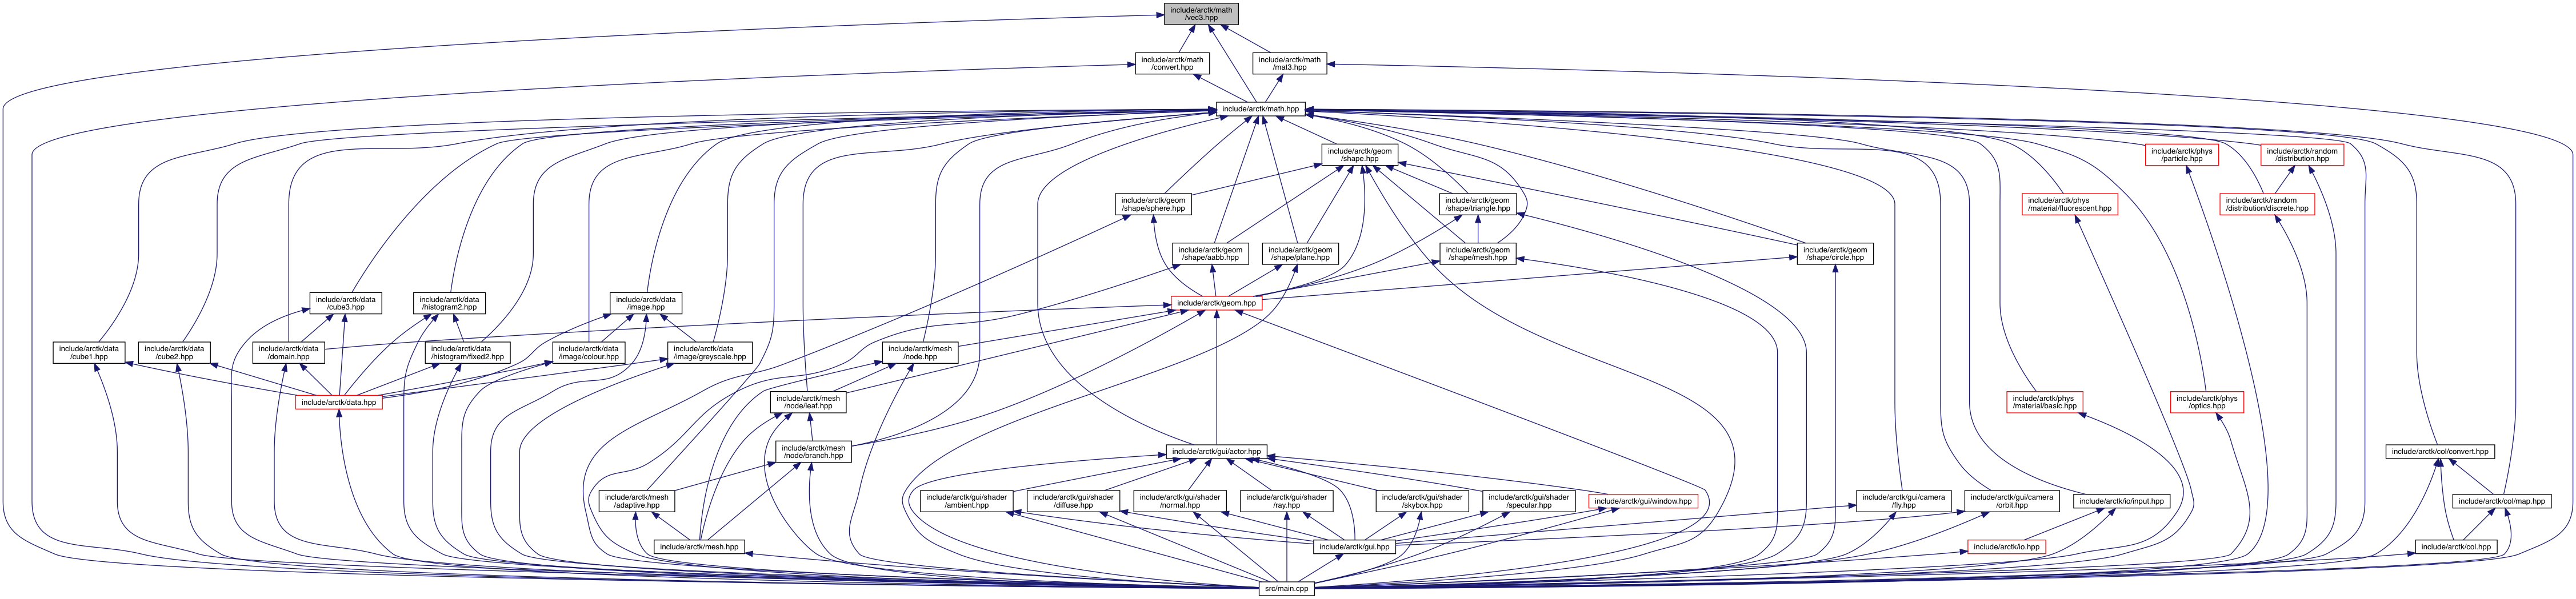 include/arctk/math
/vec3.hpp
include/arctk/math
/convert.hpp
include/arctk/math
/mat3.hpp
include/arctk/math.hpp
include/arctk/geom
/shape.hpp
include/arctk/phys
/particle.hpp
include/arctk/random
/distribution.hpp
include/arctk/geom
/shape/sphere.hpp
include/arctk/geom
/shape/triangle.hpp
include/arctk/phys
/material/fluorescent.hpp
include/arctk/random
/distribution/discrete.hpp
include/arctk/geom
/shape/aabb.hpp
include/arctk/geom
/shape/plane.hpp
include/arctk/geom
/shape/mesh.hpp
include/arctk/geom
/shape/circle.hpp
include/arctk/data
/cube3.hpp
include/arctk/data
/histogram2.hpp
include/arctk/data
/image.hpp
include/arctk/geom.hpp
include/arctk/data
/cube1.hpp
include/arctk/data
/cube2.hpp
include/arctk/data
/domain.hpp
include/arctk/data
/histogram/fixed2.hpp
include/arctk/data
/image/colour.hpp
include/arctk/data
/image/greyscale.hpp
include/arctk/mesh
/node.hpp
include/arctk/data.hpp
include/arctk/mesh
/node/leaf.hpp
include/arctk/phys
/material/basic.hpp
include/arctk/phys
/optics.hpp
include/arctk/mesh
/node/branch.hpp
include/arctk/gui/actor.hpp
include/arctk/col/convert.hpp
include/arctk/mesh
/adaptive.hpp
include/arctk/gui/shader
/ambient.hpp
include/arctk/gui/shader
/diffuse.hpp
include/arctk/gui/shader
/normal.hpp
include/arctk/gui/shader
/ray.hpp
include/arctk/gui/shader
/skybox.hpp
include/arctk/gui/shader
/specular.hpp
include/arctk/gui/window.hpp
include/arctk/gui/camera
/fly.hpp
include/arctk/gui/camera
/orbit.hpp
include/arctk/io/input.hpp
include/arctk/col/map.hpp
include/arctk/mesh.hpp
include/arctk/gui.hpp
include/arctk/io.hpp
include/arctk/col.hpp
src/main.cpp